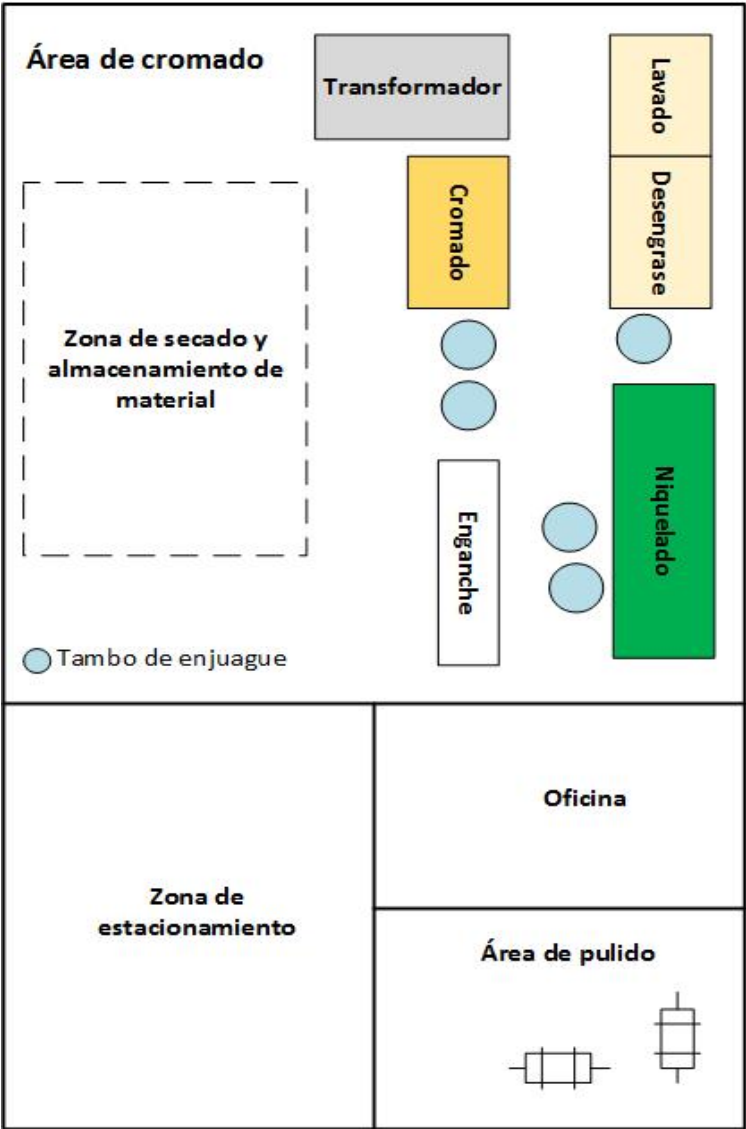 Área de cromado
Transformador
Lavado
Cromado
Desengrase
Zona de secado y
almacenamiento de
material
Niquelado
Enganche
Tambo de enjuague
Oficina
Zona de
estacionamiento
Área de pulido